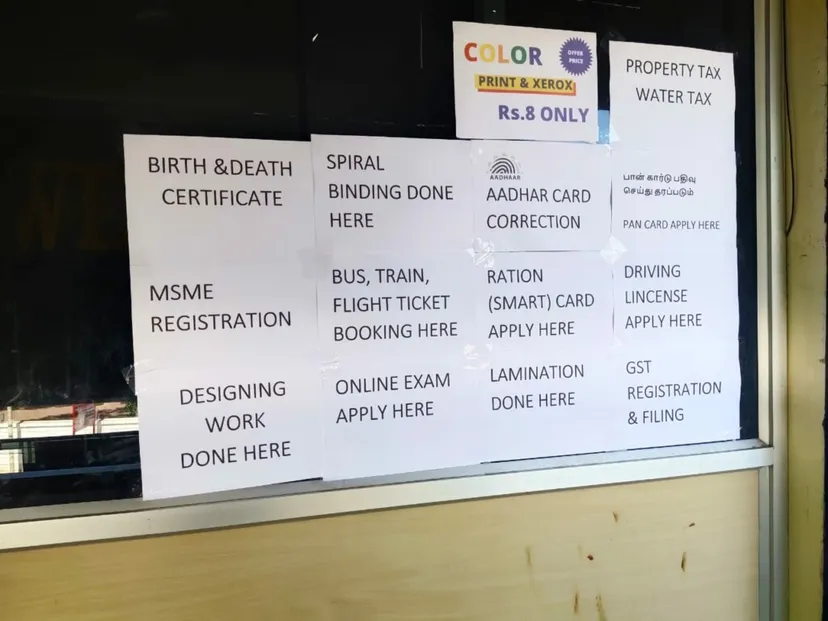 COLOR
OFFER
PRICE
PRINT & XEROX
Rs.8 ONLY
PROPERTY TAX
WATER TAX
BIRTH &DEATH
CERTIFICATE
SPIRAL
BINDING DONE
HERE
AADHAAR
AADHAR CARD
CORRECTION
பான் கார்டு பதிவு
செய்து தரப்படும்
PAN CARD APPLY HERE
MSME
REGISTRATION
BUS, TRAIN,
FLIGHT TICKET
BOOKING HERE
RATION
(SMART) CARD
APPLY HERE
DRIVING
LINCENSE
APPLY HERE
DESIGNING
WORK
DONE HERE
ONLINE EXAM
APPLY HERE
LAMINATION
DONE HERE
GST
REGISTRATION
& FILING